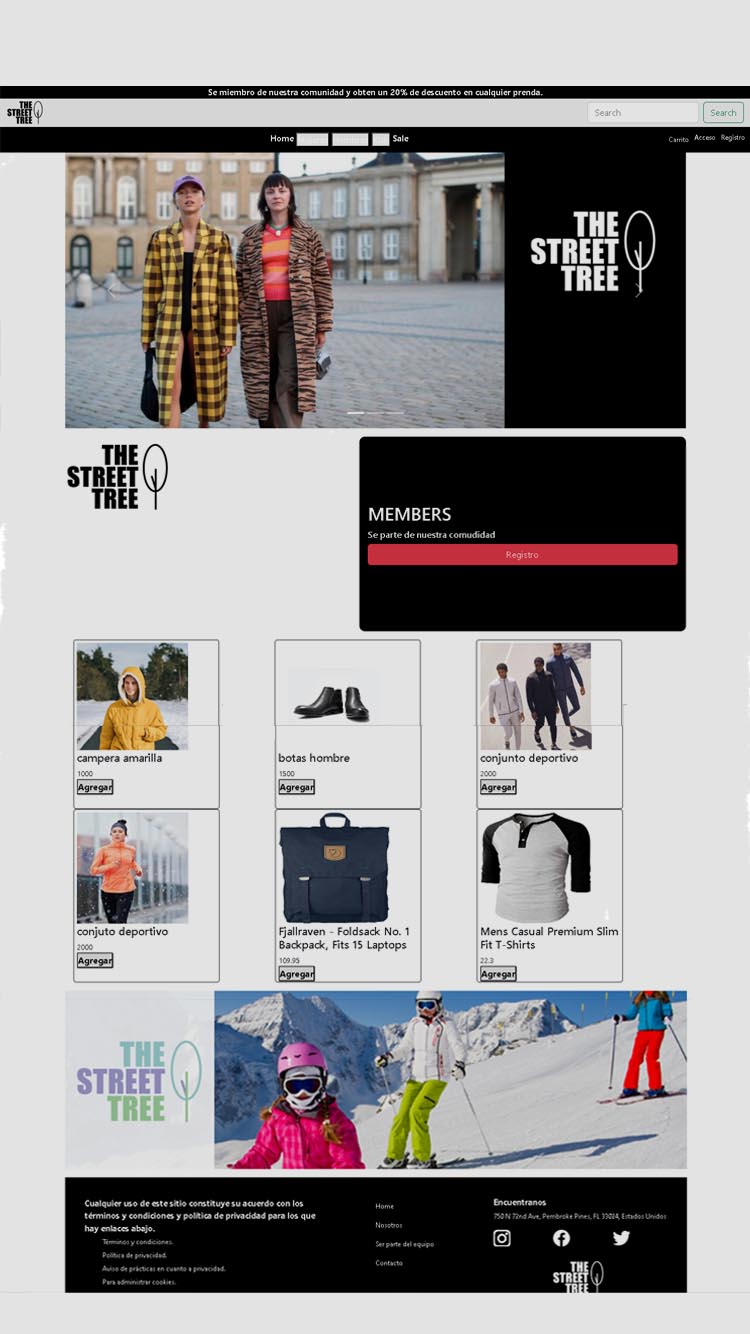 Se miembro de nuestra comunidad y obten un 20% de descuento en cualquier prenda.
THE
STREET
TREE
Search
Search
Home
Sale
Carrito
Acceso
Registro
THE
STREET
TREE
THE
STREET
TREE
MEMBERS
Se parte de nuestra comudidad
Registro
campera amarilla
1000
Agregar
botas hombre
1500
Agregar
conjunto deportivo
2000
Agregar
conjuto deportivo
2000
Agregar
Fjallraven - Foldsack No. 1
Backpack, Fits 15 Laptops
109.95
Agregar
Mens Casual Premium Slim
Fit T-Shirts
22.3
Agregar
THE
STREET
TREE
Cualquier uso de este sitio constituye su acuerdo con los
términos y condiciones y política de privacidad para los que
hay enlaces abajo.
Términos y condiciones.
Política de privacidad.
Aviso de prácticas en cuanto a privacidad.
Para administrar cookies.
Home
Nosotros
Ser parte del equipo
Contacto
Encuentranos
750 N 72nd Ave, Pembroke Pines, FL 33024, Estados Unidos
THE
STREET
TREE